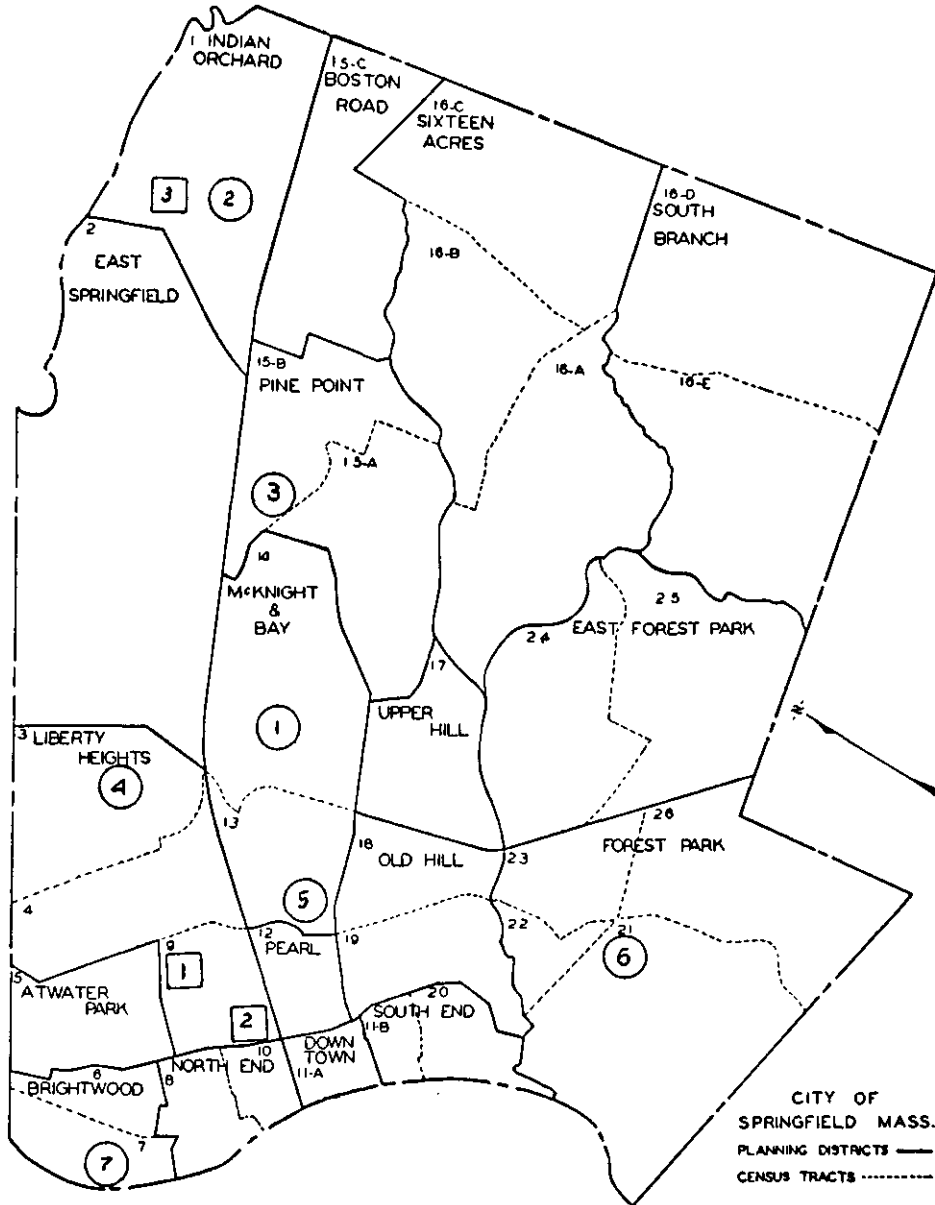 1 INDIAN
ORCHARD
15-C
BOSTON
ROAD
16-C
SIXTEEN
ACRES
3
2
16-D
SOUTH
BRANCH
2
EAST
SPRINGFIELD
16-B
15-B
PINE POINT
16-A
16-E
15-A
3
14
McKNIGHT
&
BAY
25
24
EAST FOREST PARK
17
UPPER
HILL
1
N
3
LIBERTY
HEIGHTS
4
13
18
OLD HILL
23
26
FOREST PARK
4
5
22
21
9
12
PEARL
19
6
5
ATWATER
PARK
1
2
20
SOUTH END
11-B
10
DOWN
TOWN
11-A
NORTH END
6
BRIGHTWOOD
8
7
7
CITY OF
SPRINGFIELD MASS.
PLANNING DISTRICTS
CENSUS TRACTS